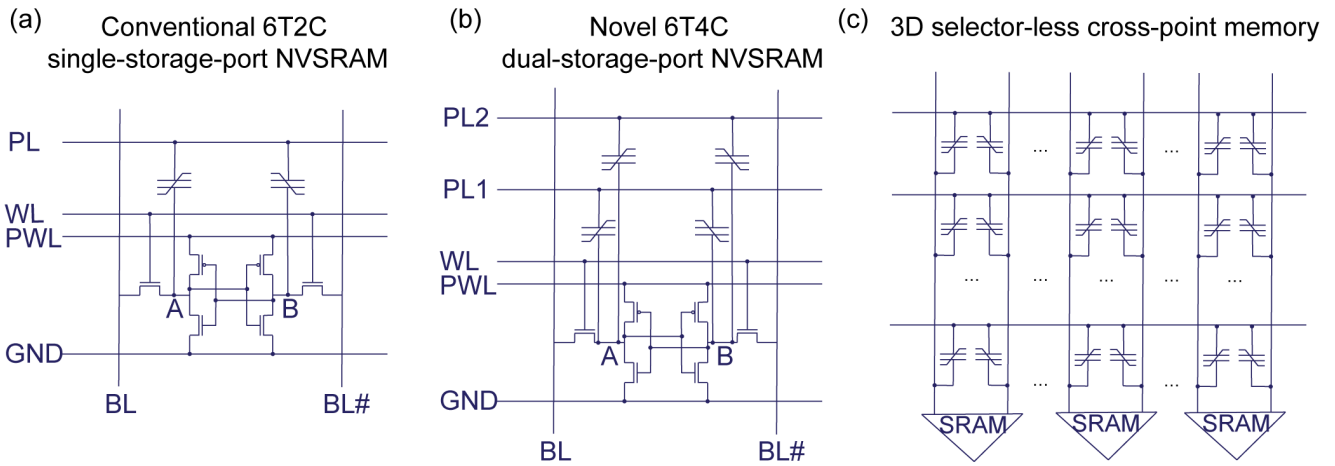 (a)
Conventional 6T2C
single-storage-port NVSRAM
PL
WL
PWL
A
B
GND
BL
BL#
(b)
Novel 6T4C
dual-storage-port NVSRAM
PL2
PL1
WL
PWL
A
B
GND
BL
BL#
(c)
3D selector-less cross-point memory
... ...
... ...
... ... ...
... ...
SRAM SRAM SRAM